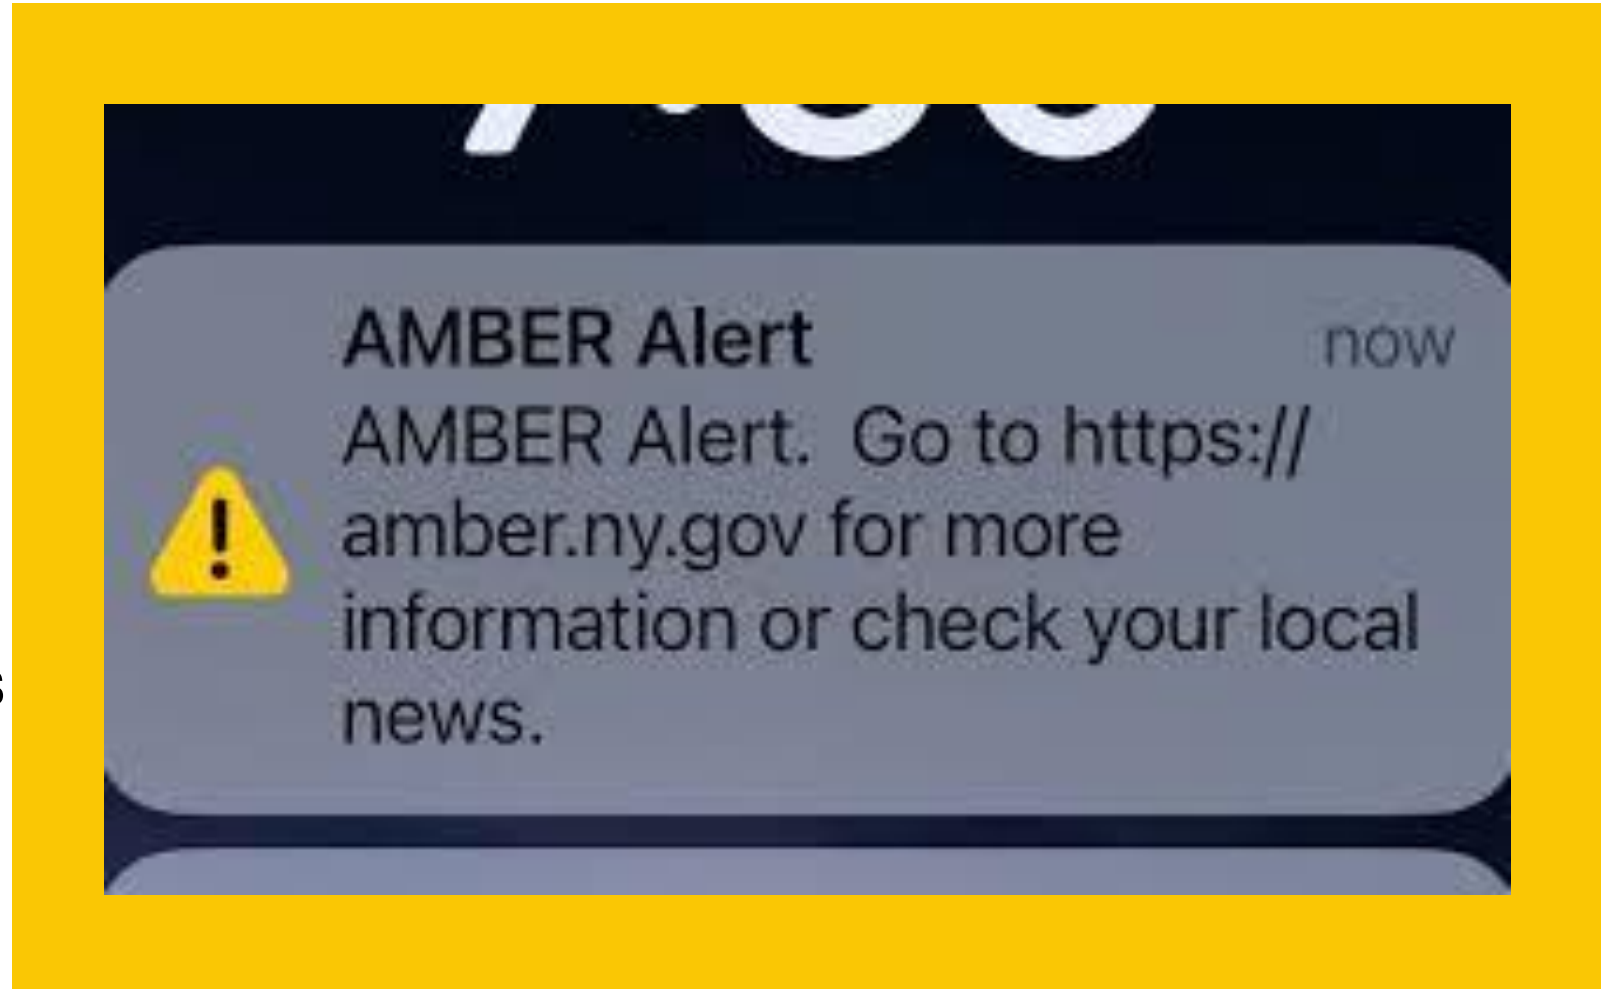 AMBER Alert now
AMBER Alert.  Go to https://
amber.ny.gov for more
information or check your local
news.
s